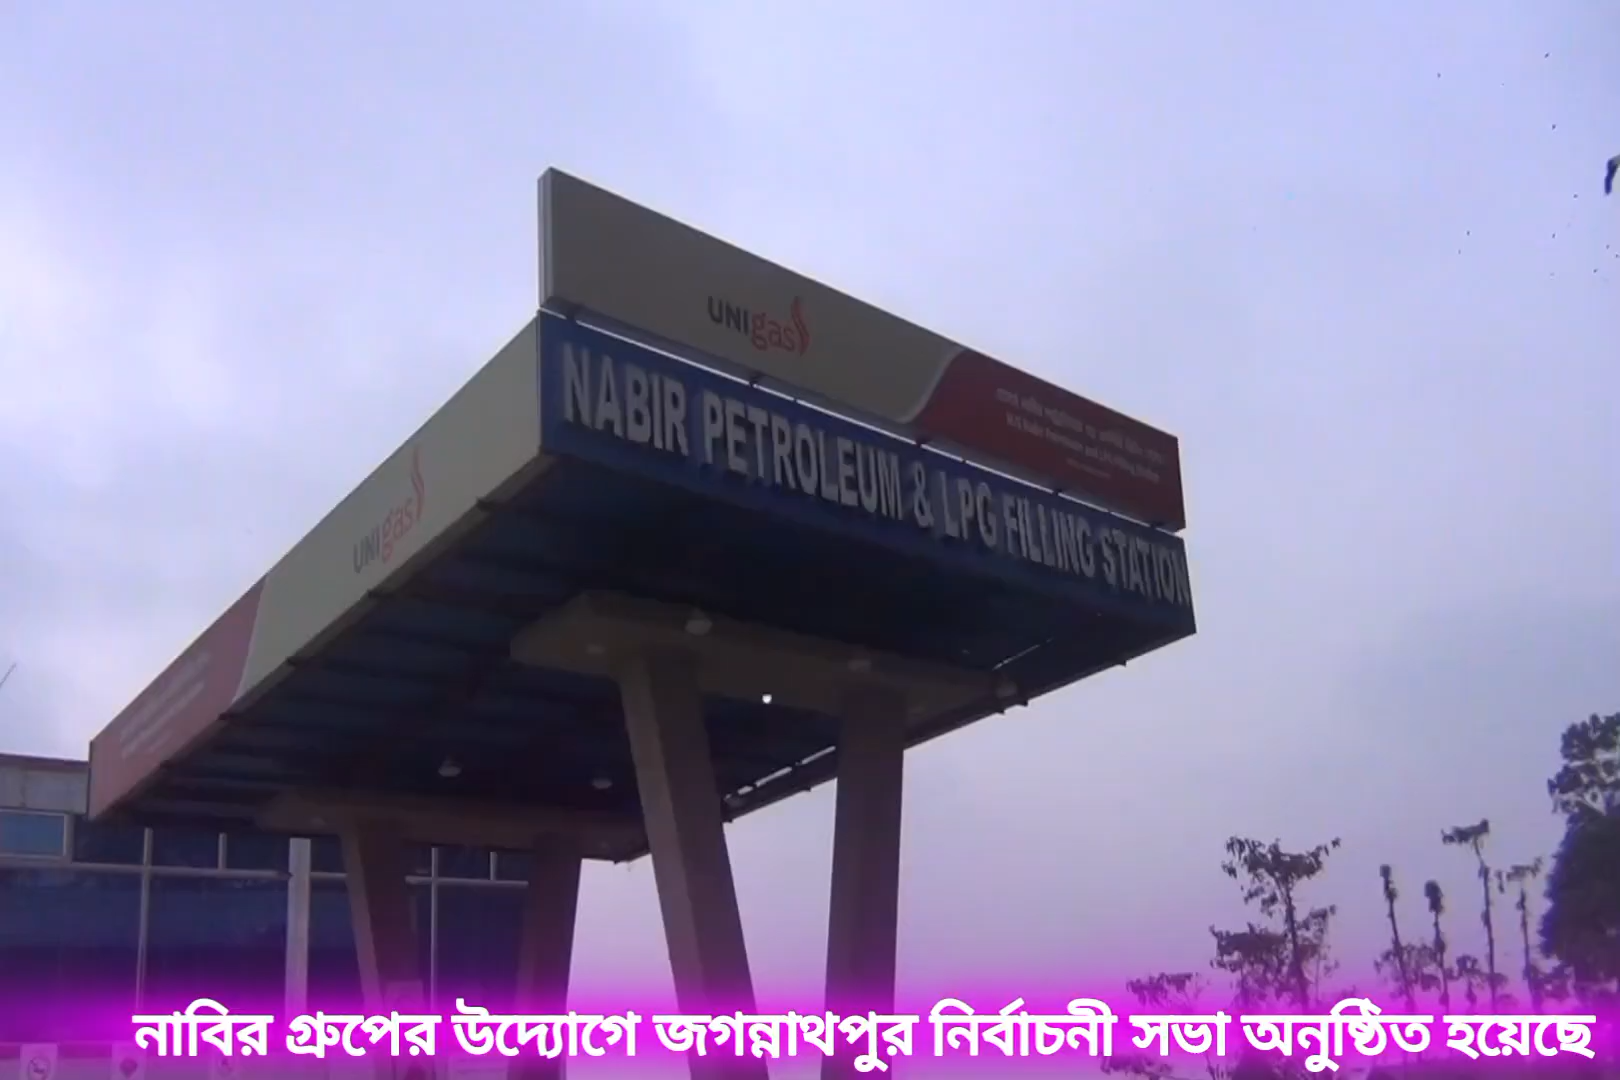 UNIgas
NABIR PETROLEUM & LPG FILLING STATION
UNIgas
নাবির গ্রুপের উদ্যোগে জগন্নাথপুর নির্বাচনী সভা অনুষ্ঠিত হয়েছে